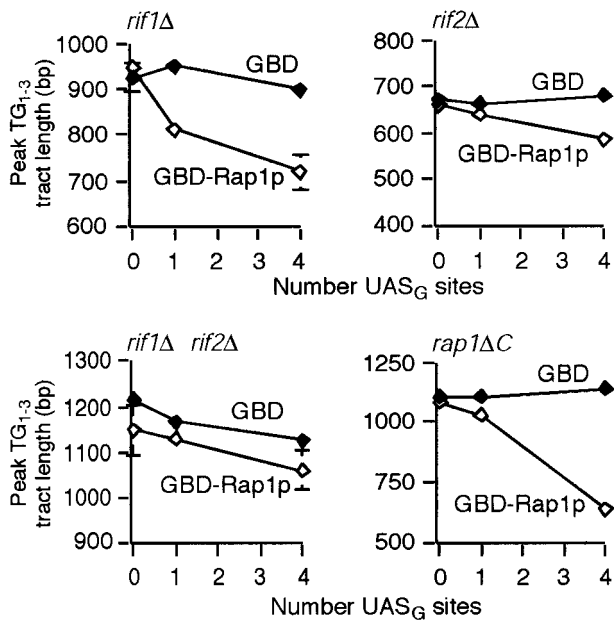 rif1Δ
Peak TG1-3
tract length (bp)
1000
900
800
700
600
GBD
GBD-Rap1p
0 1 2 3 4
rif2Δ
800
700
600
500
400
GBD
GBD-Rap1p
0 1 2 3 4
Number UASG sites
rif1Δ rif2Δ
Peak TG1-3
tract length (bp)
1300
1200
1100
1000
900
GBD
GBD-Rap1p
0 1 2 3 4
rap1ΔC
1250
1000
750
500
GBD
GBD-Rap1p
0 1 2 3 4
Number UASG sites